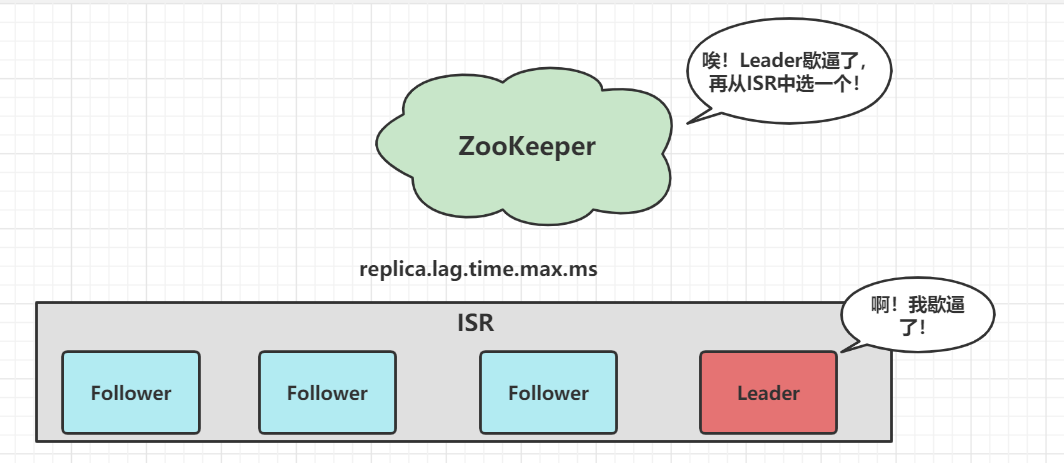 唉！Leader歇逼了，
再从ISR中选一个！
ZooKeeper
replica.lag.time.max.ms
ISR
啊！我歇逼
了！
Follower
Follower
Follower
Leader